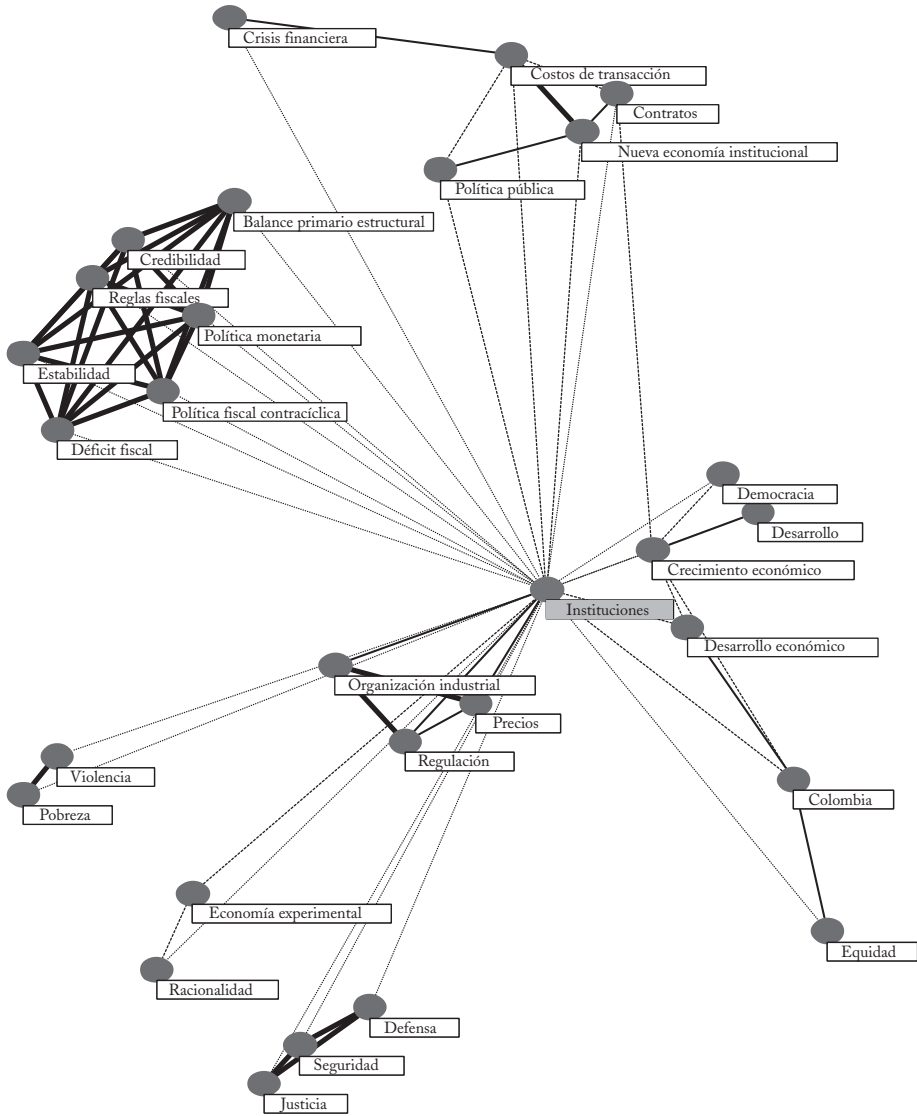 Crisis financiera
Costos de transacción
Contratos
Nueva economía institucional
Política pública
Balance primario estructural
Credibilidad
Reglas fiscales
Política monetaria
Estabilidad
Política fiscal contracíclica
Déficit fiscal
Democracia
Desarrollo
Crecimiento económico
Instituciones
Desarrollo económico
Organización industrial
Precios
Regulación
Violencia
Colombia
Pobreza
Economía experimental
Equidad
Racionalidad
Defensa
Seguridad
Justicia